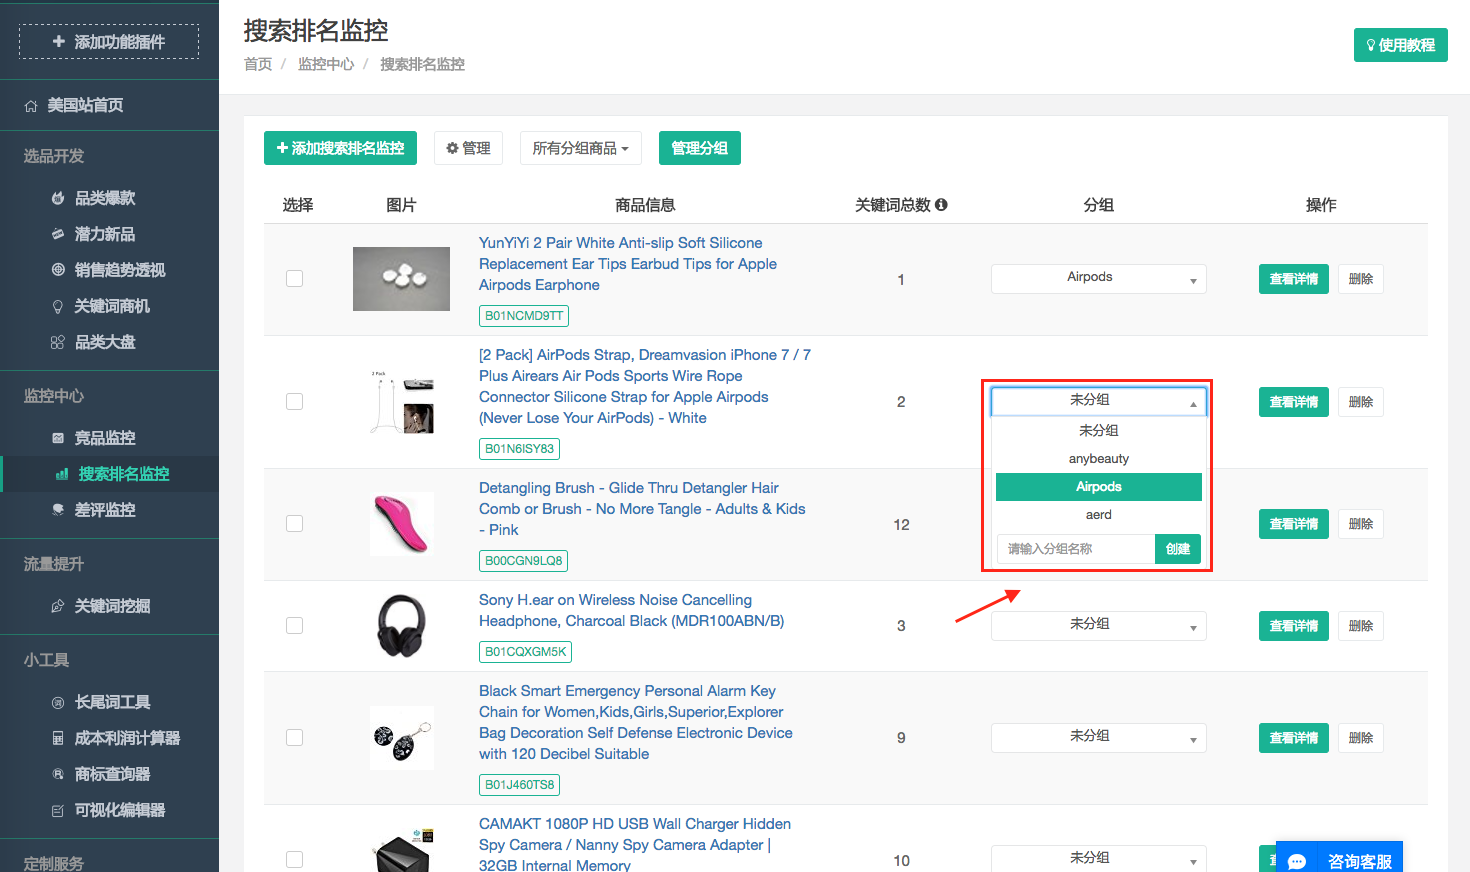 添加功能插件
美国站首页
选品开发
品类爆款
潜力新品
销售趋势透视
关键词商机
品类大盘
监控中心
竞品监控
搜索排名监控
差评监控
流量提升
关键词挖掘
小工具
长尾词工具
成本利润计算器
商标查询器
可视化编辑器
定制服务
搜索排名监控
首页 / 监控中心 / 搜索排名监控
使用教程
添加搜索排名监控 管理 所有分组商品 管理分组
选择 图片 商品信息 关键词总数 分组 操作
YunYiYi 2 Pair White Anti-slip Soft Silicone
Replacement Ear Tips Earbud Tips for Apple
Airpods Earphone
B01NCMD9TT
1
Airpods
查看详情 删除
2 Pack
[2 Pack] AirPods Strap, Dreamvasion iPhone 7 / 7
Plus Airears Air Pods Sports Wire Rope
Connector Silicone Strap for Apple Airpods
(Never Lose Your AirPods) - White
B01N6ISY83
2
未分组
未分组
anybeauty
Airpods
aerd
请输入分组名称 创建
查看详情 删除
Detangling Brush - Glide Thru Detangler Hair
Comb or Brush - No More Tangle - Adults & Kids
- Pink
B00CGN9LQ8
12
查看详情 删除
Sony H.ear on Wireless Noise Cancelling
Headphone, Charcoal Black (MDR100ABN/B)
B01CQXGM5K
3
未分组
查看详情 删除
Black Smart Emergency Personal Alarm Key
Chain for Women,Kids,Girls,Superior,Explorer
Bag Decoration Self Defense Electronic Device
with 120 Decibel Suitable
B01J460TS8
9
未分组
查看详情 删除
CAMAKT 1080P HD USB Wall Charger Hidden
Spy Camera / Nanny Spy Camera Adapter |
32GB Internal Memory
10
未分组
咨询客服